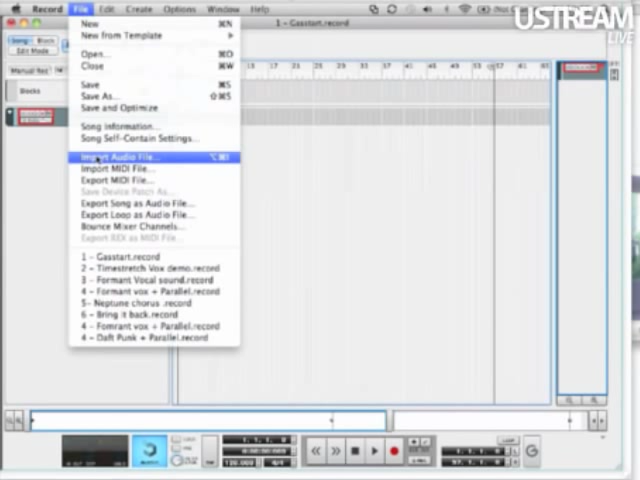 Record File Edit Create Options Window Help
USTREAM
LIVE
1 - Gasstart.record
Song Block
Edit Mode
Manual Rec
Blocks
New ⌘N
New from Template
Open... ⌘O
Close ⌘W
Save ⌘S
Save As... ⇧⌘S
Save and Optimize
Song Information...
Song Self-Contain Settings...
Import Audio File... ⌥⌘I
Import MIDI File...
Export MIDI File...
Save Device Patch As...
Export Song as Audio File...
Export Loop as Audio File...
Bounce Mixer Channels...
Export REX as MIDI File...
1 - Gasstart.record
2 - Timestretch Vox demo.record
3 - Formant Vocal sound.record
4 - Formant vox + Parallel.record
5- Neptune chorus .record
6 - Bring it back.record
4 - Fomrant vox + Parallel.record
4 - Daft Punk + Parallel.record